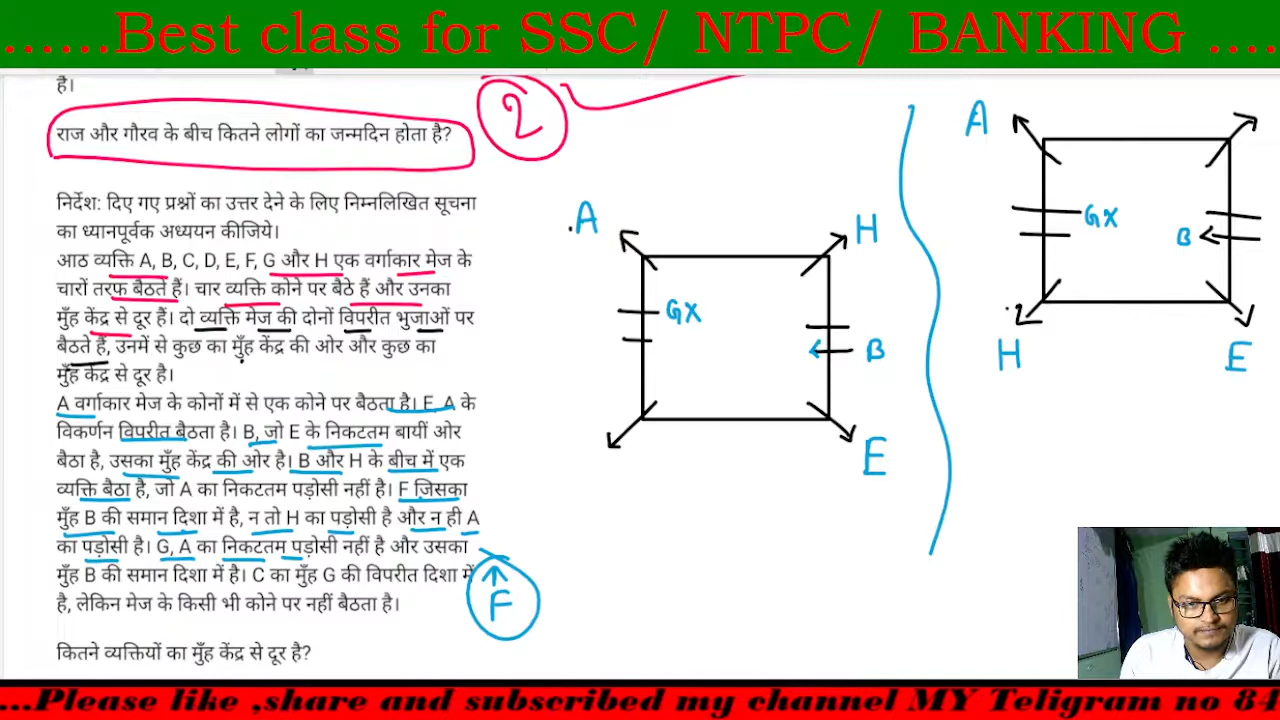 ......Best class for SSC/ NTPC/ BANKING ....
है।
राज और गौरव के बीच कितने लोगों का जन्मदिन होता है?
2
निर्देश: दिए गए प्रश्नों का उत्तर देने के लिए निम्नलिखित सूचना
का ध्यानपूर्वक अध्ययन कीजिये।
आठ व्यक्ति A, B, C, D, E, F, G और H एक वर्गाकार मेज के
चारों तरफ बैठते हैं। चार व्यक्ति कोने पर बैठे हैं और उनका
मुँह केंद्र से दूर हैं। दो व्यक्ति मेज की दोनों विपरीत भुजाओं पर
बैठते हैं, उनमें से कुछ का मुँह केंद्र की ओर और कुछ का
मुँह केंद्र से दूर है।
A वर्गाकार मेज के कोनों में से एक कोने पर बैठता है। E, A के
विकर्णन विपरीत बैठता है। B, जो E के निकटतम बायीं ओर
बैठा है, उसका मुँह केंद्र की ओर है। B और H के बीच में एक
व्यक्ति बैठा है, जो A का निकटतम पड़ोसी नहीं है। F जिसका
मुँह B की समान दिशा में है, न तो H का पड़ोसी है और न ही A
का पड़ोसी है। G, A का निकटतम पड़ोसी नहीं है और उसका
मुँह B की समान दिशा में है। C का मुँह G की विपरीत दिशा में
है, लेकिन मेज के किसी भी कोने पर नहीं बैठता है।
F
कितने व्यक्तियों का मुँह केंद्र से दूर है?
A
H
GX
B
E
A
GX
B
H
E
...Please like ,share and subscribed my channel MY Teligram no 84